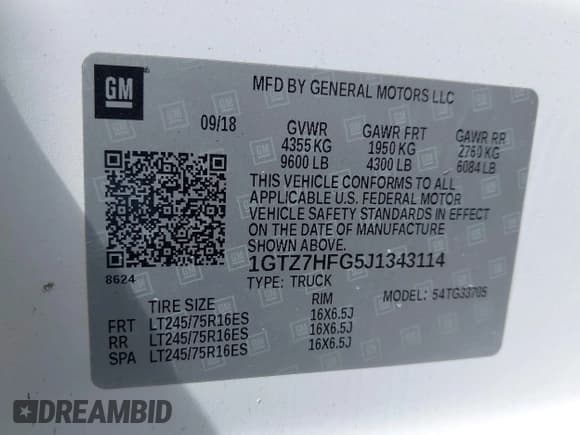 GM
MFD BY GENERAL MOTORS LLC
09/18 GVWR GAWR FRT GAWR RR
4355 KG 1950 KG 2760 KG
9600 LB 4300 LB 6084 LB
THIS VEHICLE CONFORMS TO ALL
APPLICABLE U.S. FEDERAL MOTOR
VEHICLE SAFETY STANDARDS IN EFFECT
ON THE DATE OF MANUFACTURE
SHOWN ABOVE.
8624 1GTZ7HFG5J1343114
TYPE: TRUCK MODEL: 54TG33705
TIRE SIZE RIM
FRT LT245/75R16ES 16X6.5J
RR LT245/75R16ES 16X6.5J
SPA LT245/75R16ES 16X6.5J
DREAMBID